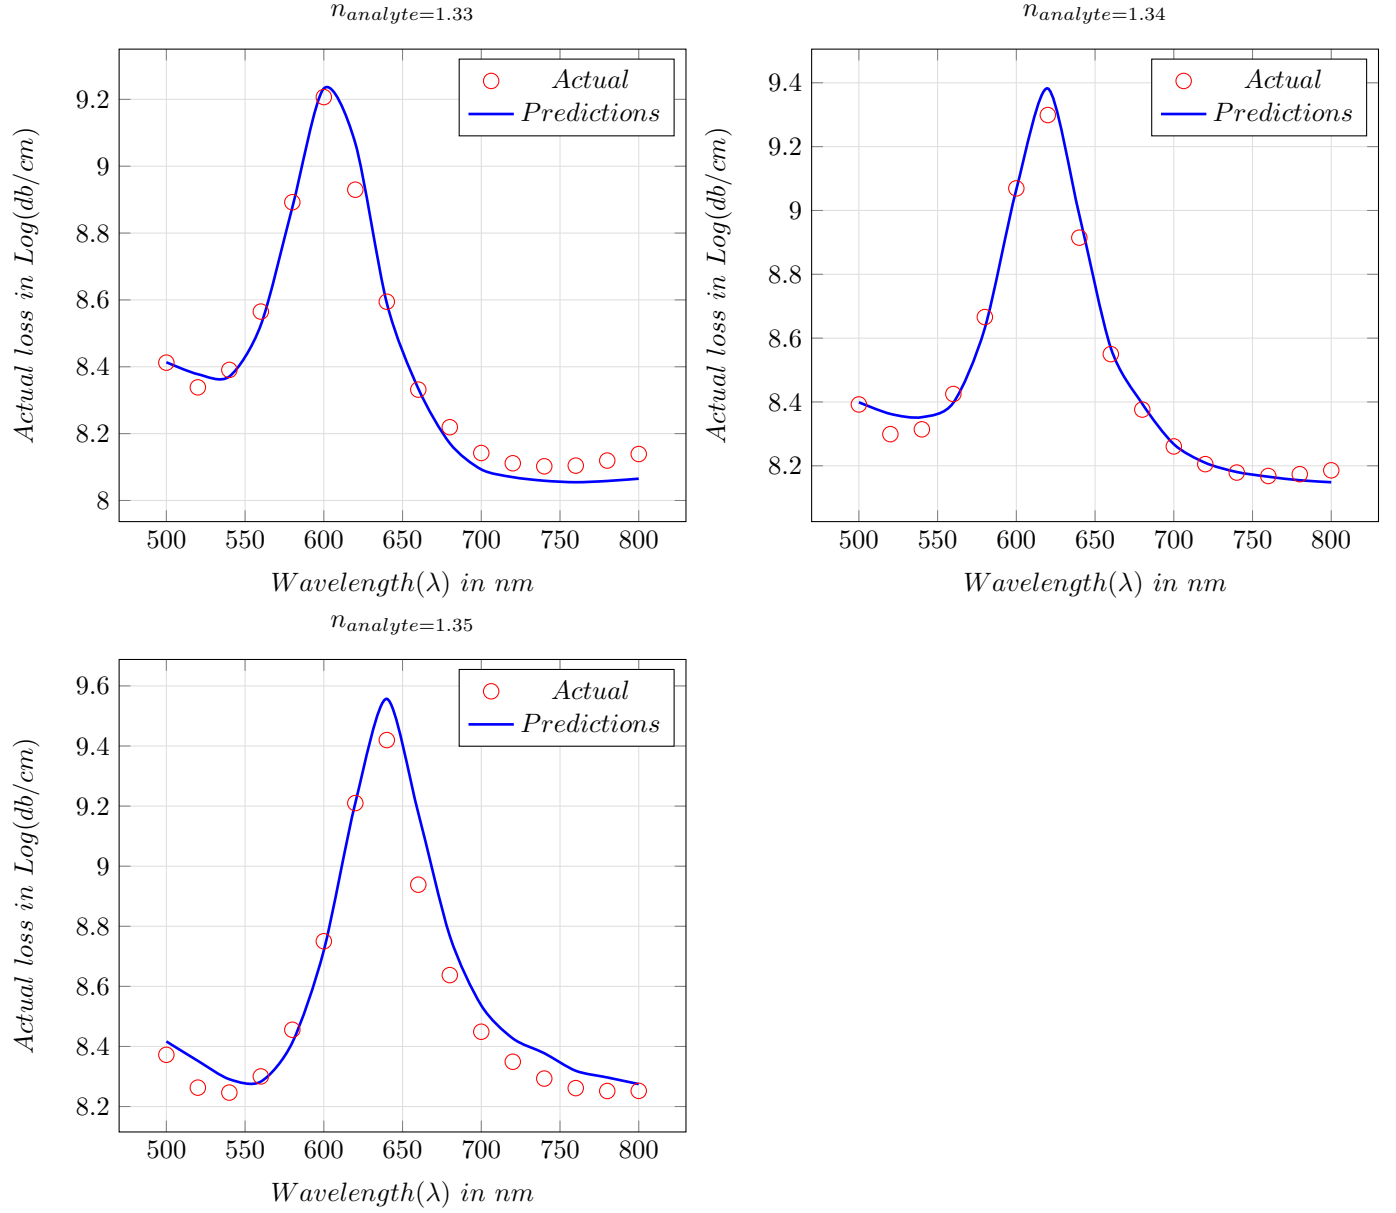 n_analyte=1.33
Actual
Predictions
9.2
9
8.8
8.6
8.4
8.2
8
500 550 600 650 700 750 800
Wavelength(λ) in nm
Actual loss in Log(db/cm)
n_analyte=1.34
Actual
Predictions
9.4
9.2
9
8.8
8.6
8.4
8.2
500 550 600 650 700 750 800
Wavelength(λ) in nm
Actual loss in Log(db/cm)
n_analyte=1.35
Actual
Predictions
9.6
9.4
9.2
9
8.8
8.6
8.4
8.2
500 550 600 650 700 750 800
Wavelength(λ) in nm
Actual loss in Log(db/cm)